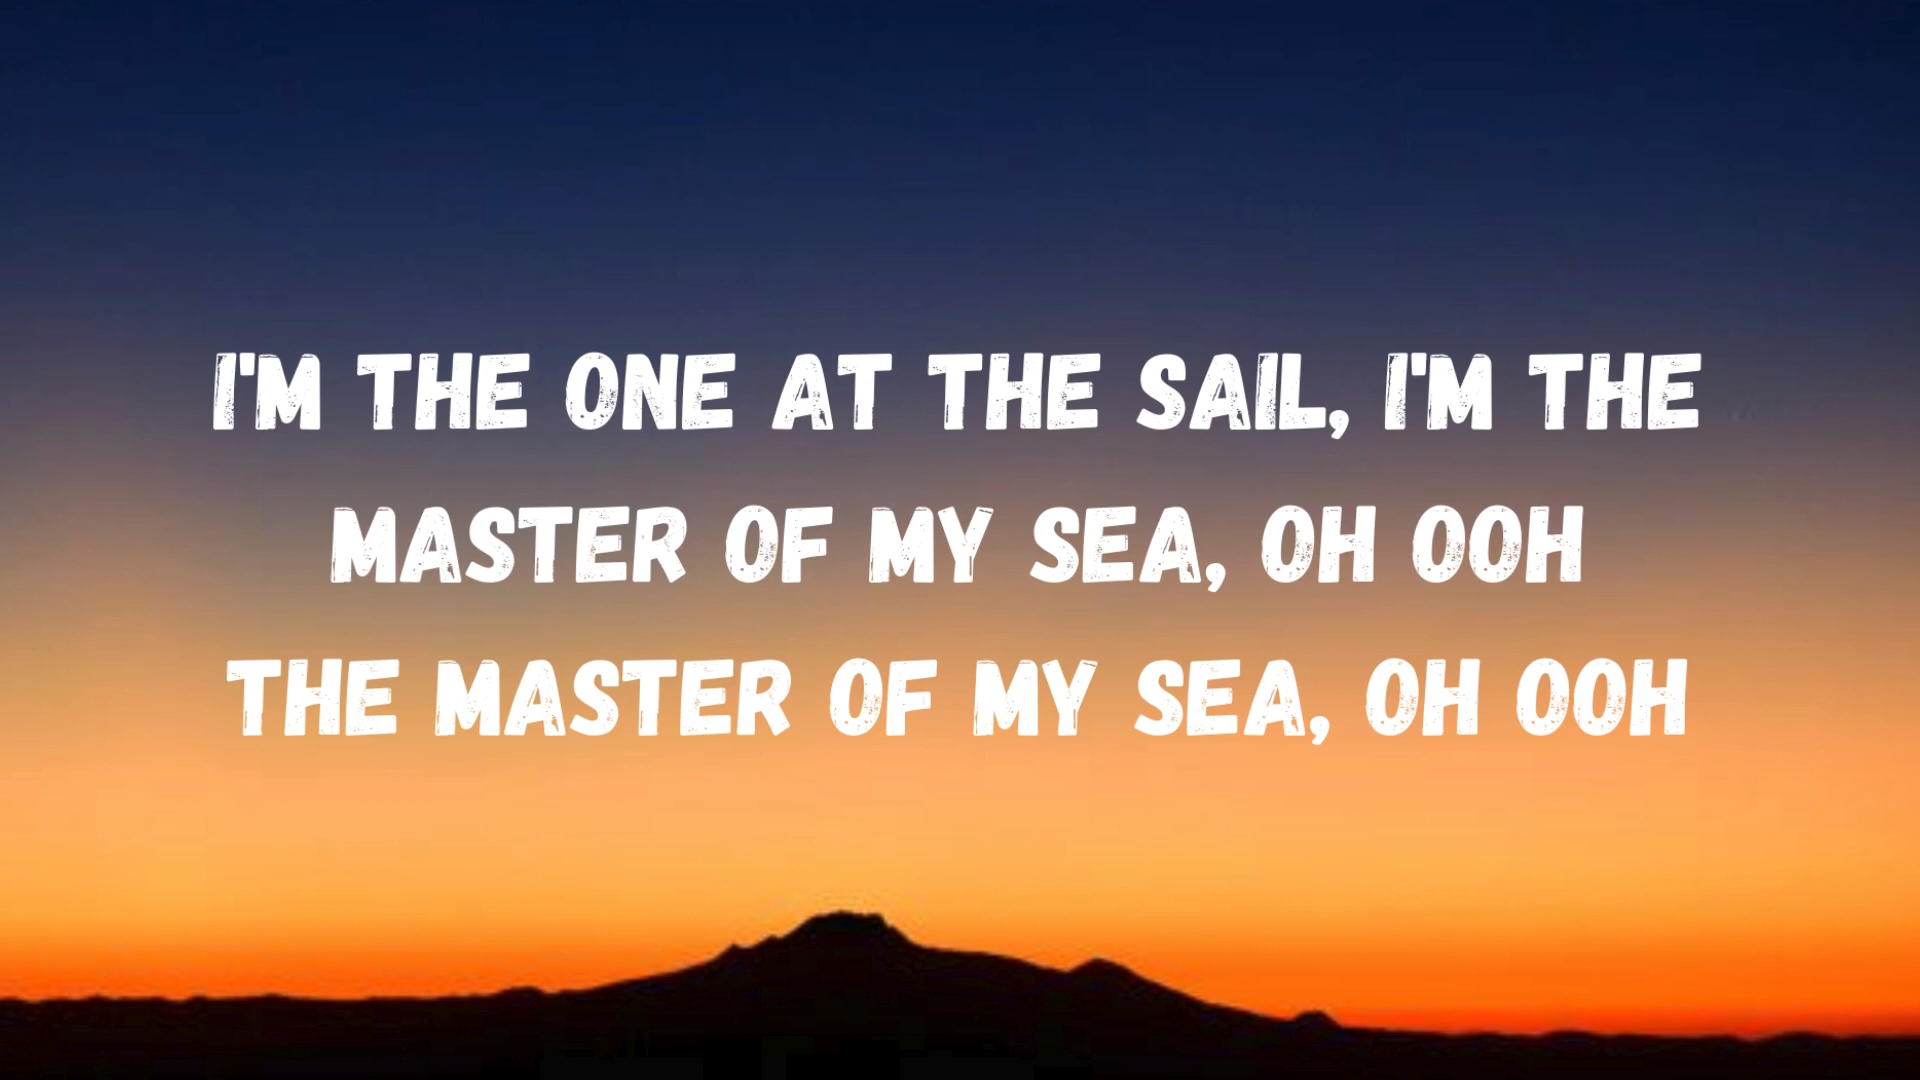 I'M THE ONE AT THE SAIL, I'M THE
MASTER OF MY SEA, OH OOH
THE MASTER OF MY SEA, OH OOH